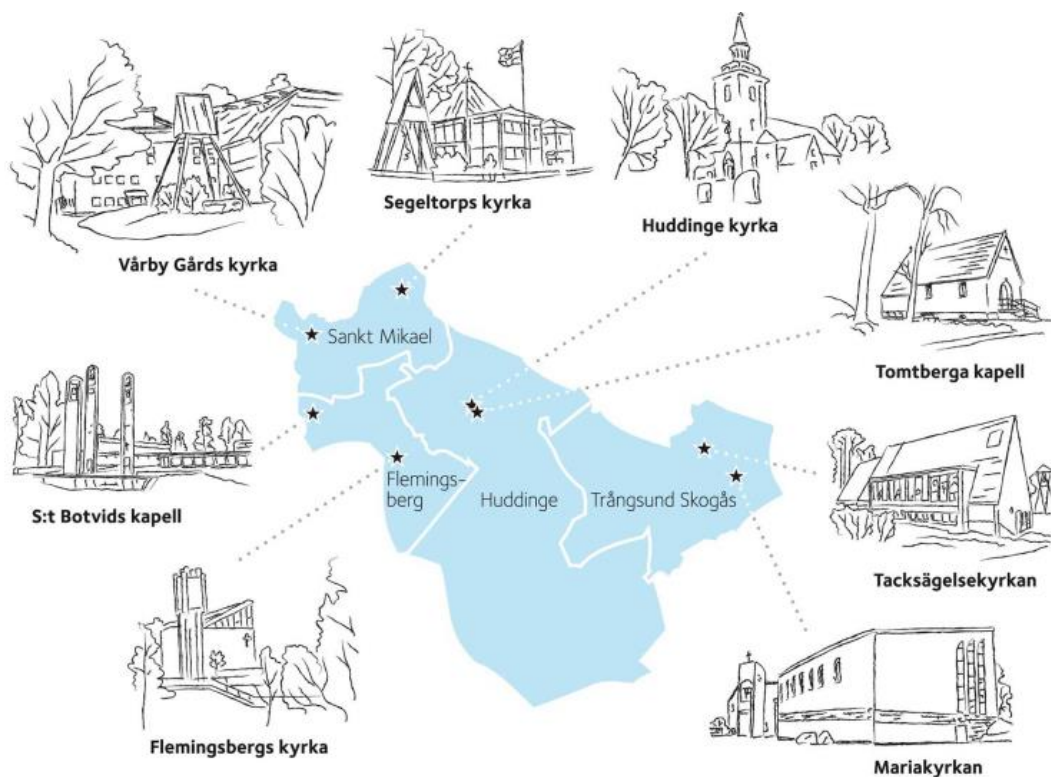 Segeltorps kyrka
Huddinge kyrka
Vårby Gårds kyrka
Sankt Mikael
Tomtberga kapell
Flemings-
berg
Huddinge
Trångsund Skogås
S:t Botvids kapell
Tacksägelsekyrkan
Flemingsbergs kyrka
Mariakyrkan